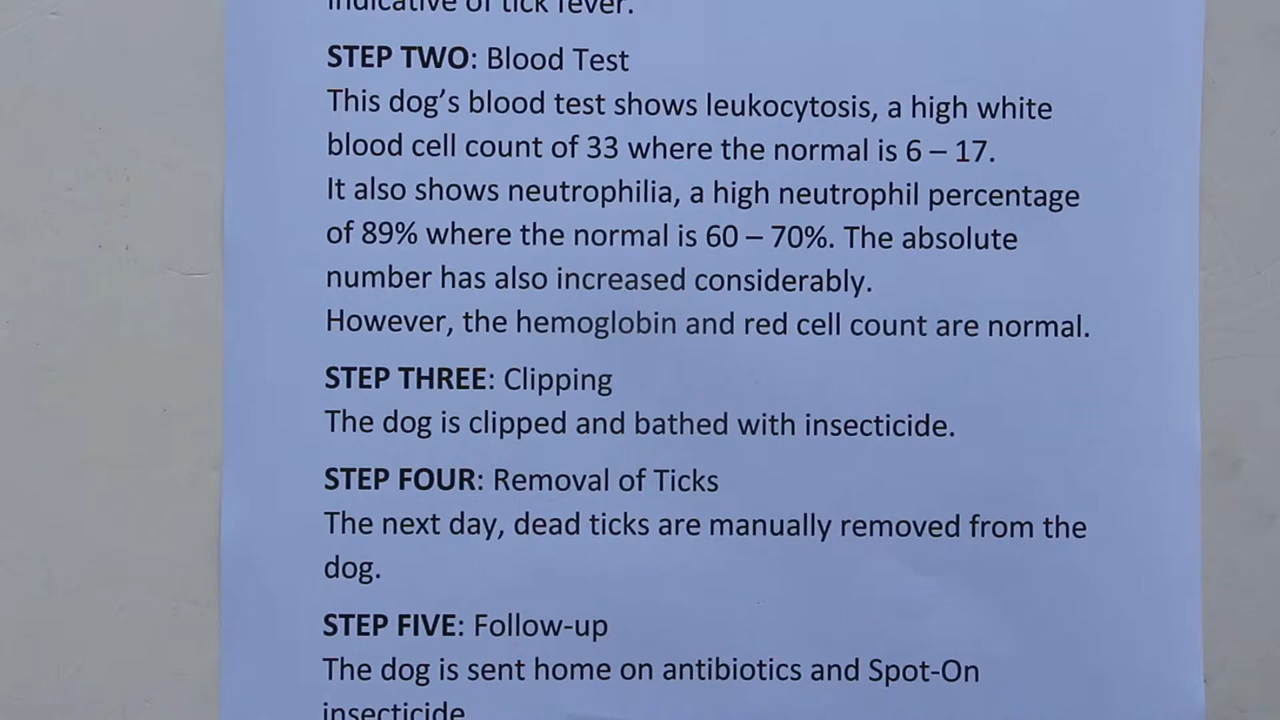 indicative of tick fever.
STEP TWO: Blood Test
This dog’s blood test shows leukocytosis, a high white
blood cell count of 33 where the normal is 6 – 17.
It also shows neutrophilia, a high neutrophil percentage
of 89% where the normal is 60 – 70%. The absolute
number has also increased considerably.
However, the hemoglobin and red cell count are normal.
STEP THREE: Clipping
The dog is clipped and bathed with insecticide.
STEP FOUR: Removal of Ticks
The next day, dead ticks are manually removed from the
dog.
STEP FIVE: Follow-up
The dog is sent home on antibiotics and Spot-On
insecticide